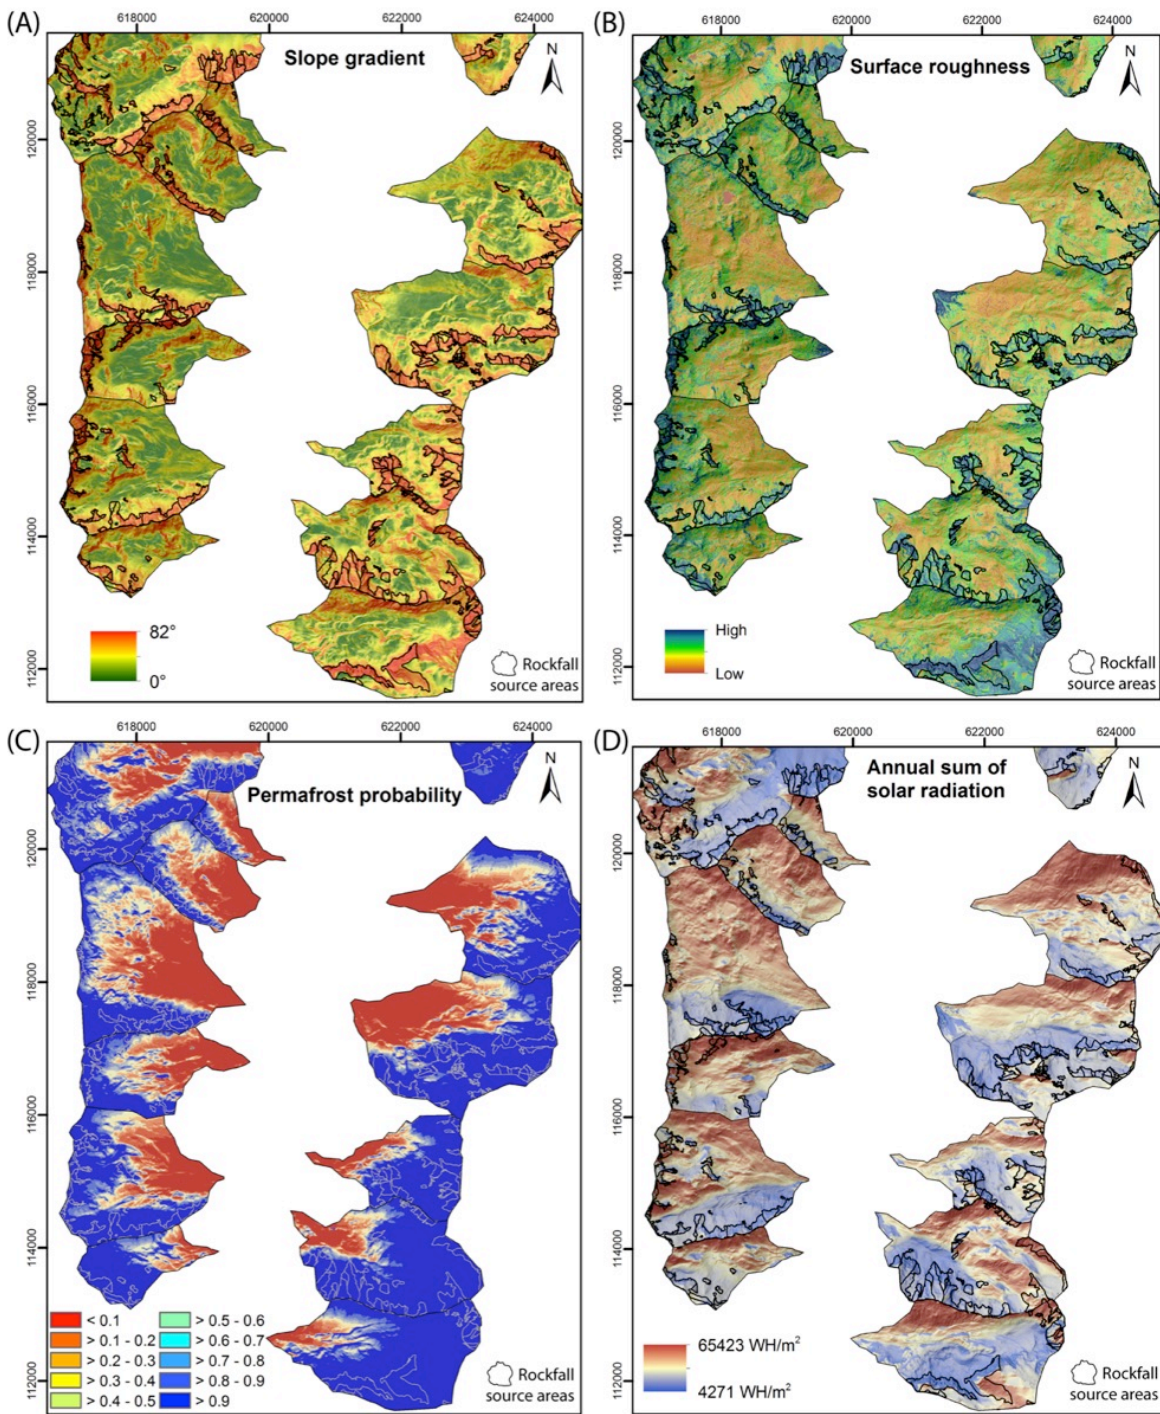 (A)
618000
620000
622000
624000
Slope gradient
N
120000
118000
116000
114000
112000
82°
0°
Rockfall
source areas
(B)
618000
620000
622000
624000
Surface roughness
N
120000
118000
116000
114000
112000
High
Low
Rockfall
source areas
(C)
618000
620000
622000
624000
Permafrost probability
N
120000
118000
116000
114000
112000
< 0.1
> 0.1 - 0.2
> 0.2 - 0.3
> 0.3 - 0.4
> 0.4 - 0.5
> 0.5 - 0.6
> 0.6 - 0.7
> 0.7 - 0.8
> 0.8 - 0.9
> 0.9
Rockfall
source areas
(D)
618000
620000
622000
624000
Annual sum of
solar radiation
N
120000
118000
116000
114000
112000
65423 WH/m²
4271 WH/m²
Rockfall
source areas